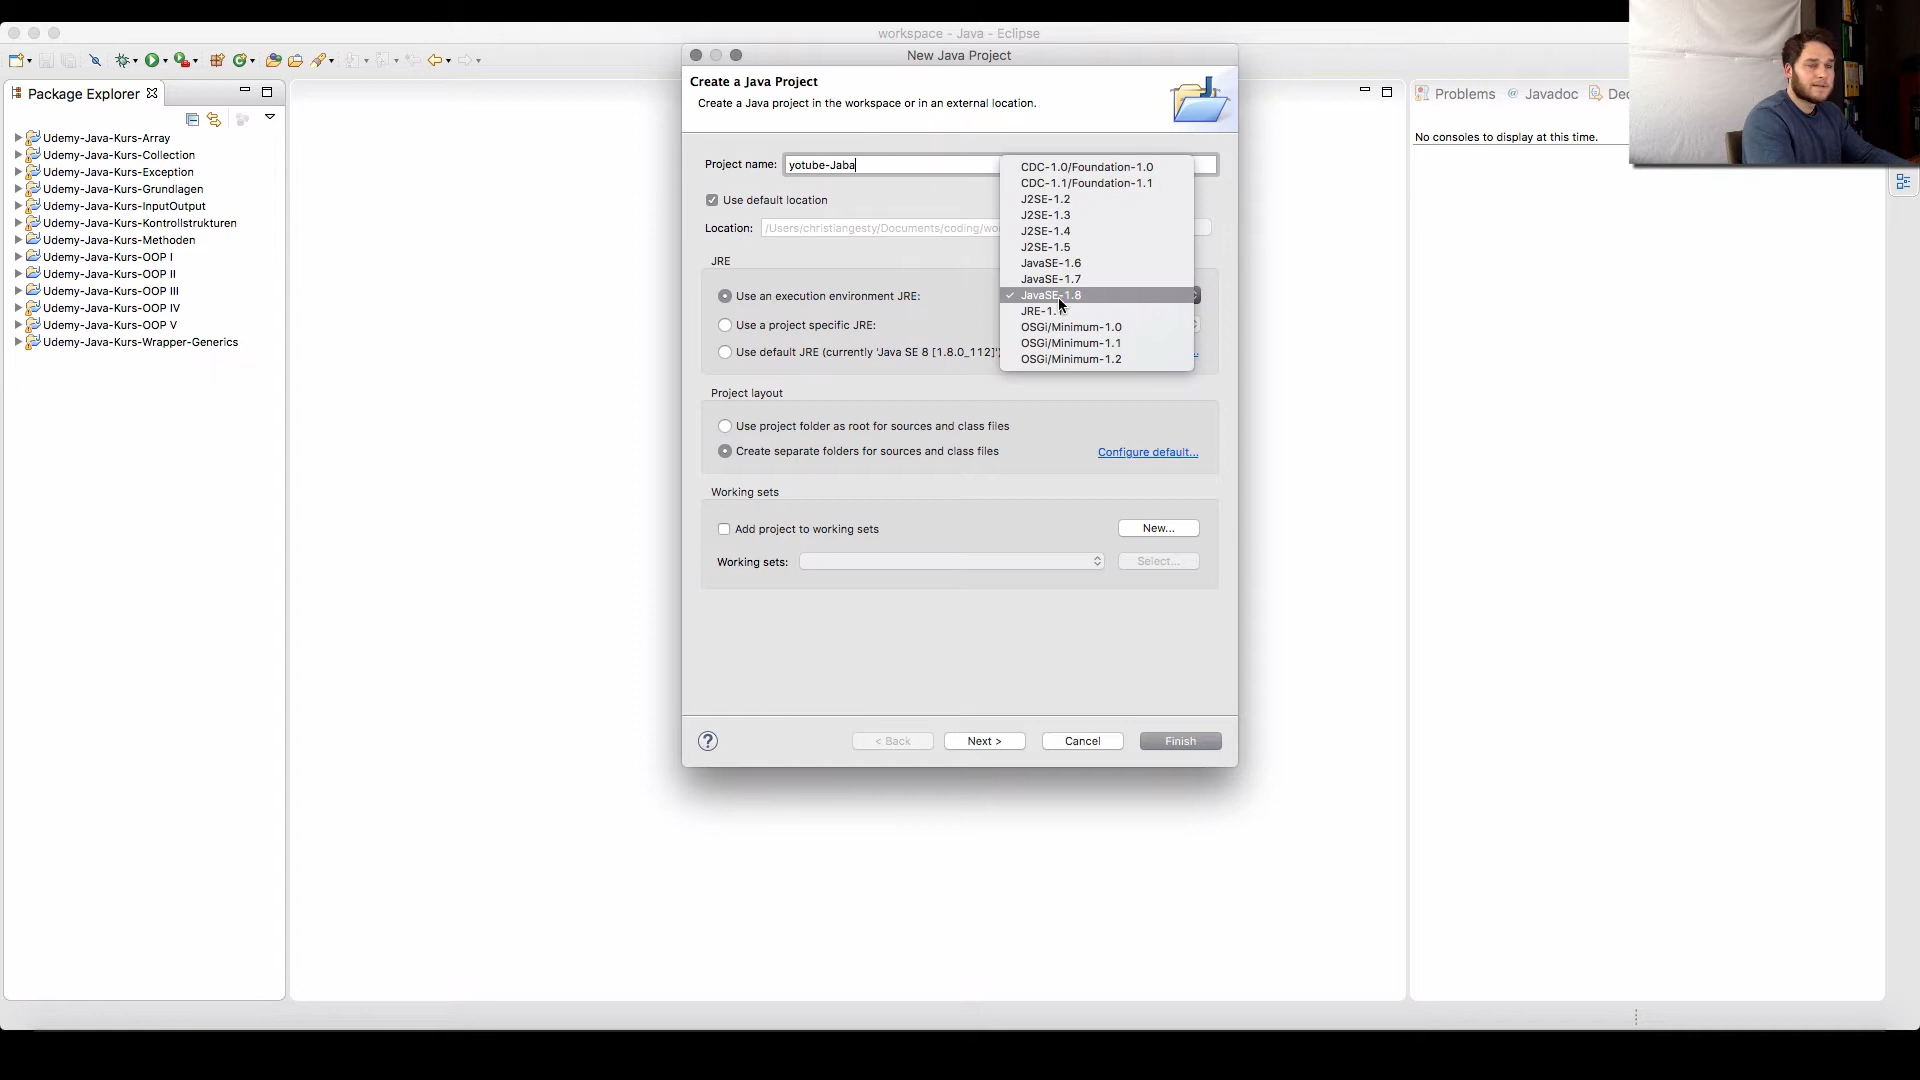 workspace - Java - Eclipse
New Java Project
Create a Java Project
Create a Java project in the workspace or in an external location.
Package Explorer
Udemy-Java-Kurs-Array
Udemy-Java-Kurs-Collection
Udemy-Java-Kurs-Exception
Udemy-Java-Kurs-Grundlagen
Udemy-Java-Kurs-InputOutput
Udemy-Java-Kurs-Kontrollstrukturen
Udemy-Java-Kurs-Methoden
Udemy-Java-Kurs-OOP I
Udemy-Java-Kurs-OOP II
Udemy-Java-Kurs-OOP III
Udemy-Java-Kurs-OOP IV
Udemy-Java-Kurs-OOP V
Udemy-Java-Kurs-Wrapper-Generics
Project name: yotube-Jaba
Use default location
Location: /Users/christiangesty/Documents/coding/wo
JRE
Use an execution environment JRE:
Use a project specific JRE:
Use default JRE (currently 'Java SE 8 [1.8.0_112]')
CDC-1.0/Foundation-1.0
CDC-1.1/Foundation-1.1
J2SE-1.2
J2SE-1.3
J2SE-1.4
J2SE-1.5
JavaSE-1.6
JavaSE-1.7
JavaSE-1.8
JRE-1.
OSGi/Minimum-1.0
OSGi/Minimum-1.1
OSGi/Minimum-1.2
Project layout
Use project folder as root for sources and class files
Create separate folders for sources and class files
Configure default...
Working sets
Add project to working sets
New...
Working sets:
Select...
? < Back Next > Cancel Finish
Problems @ Javadoc Dec
No consoles to display at this time.